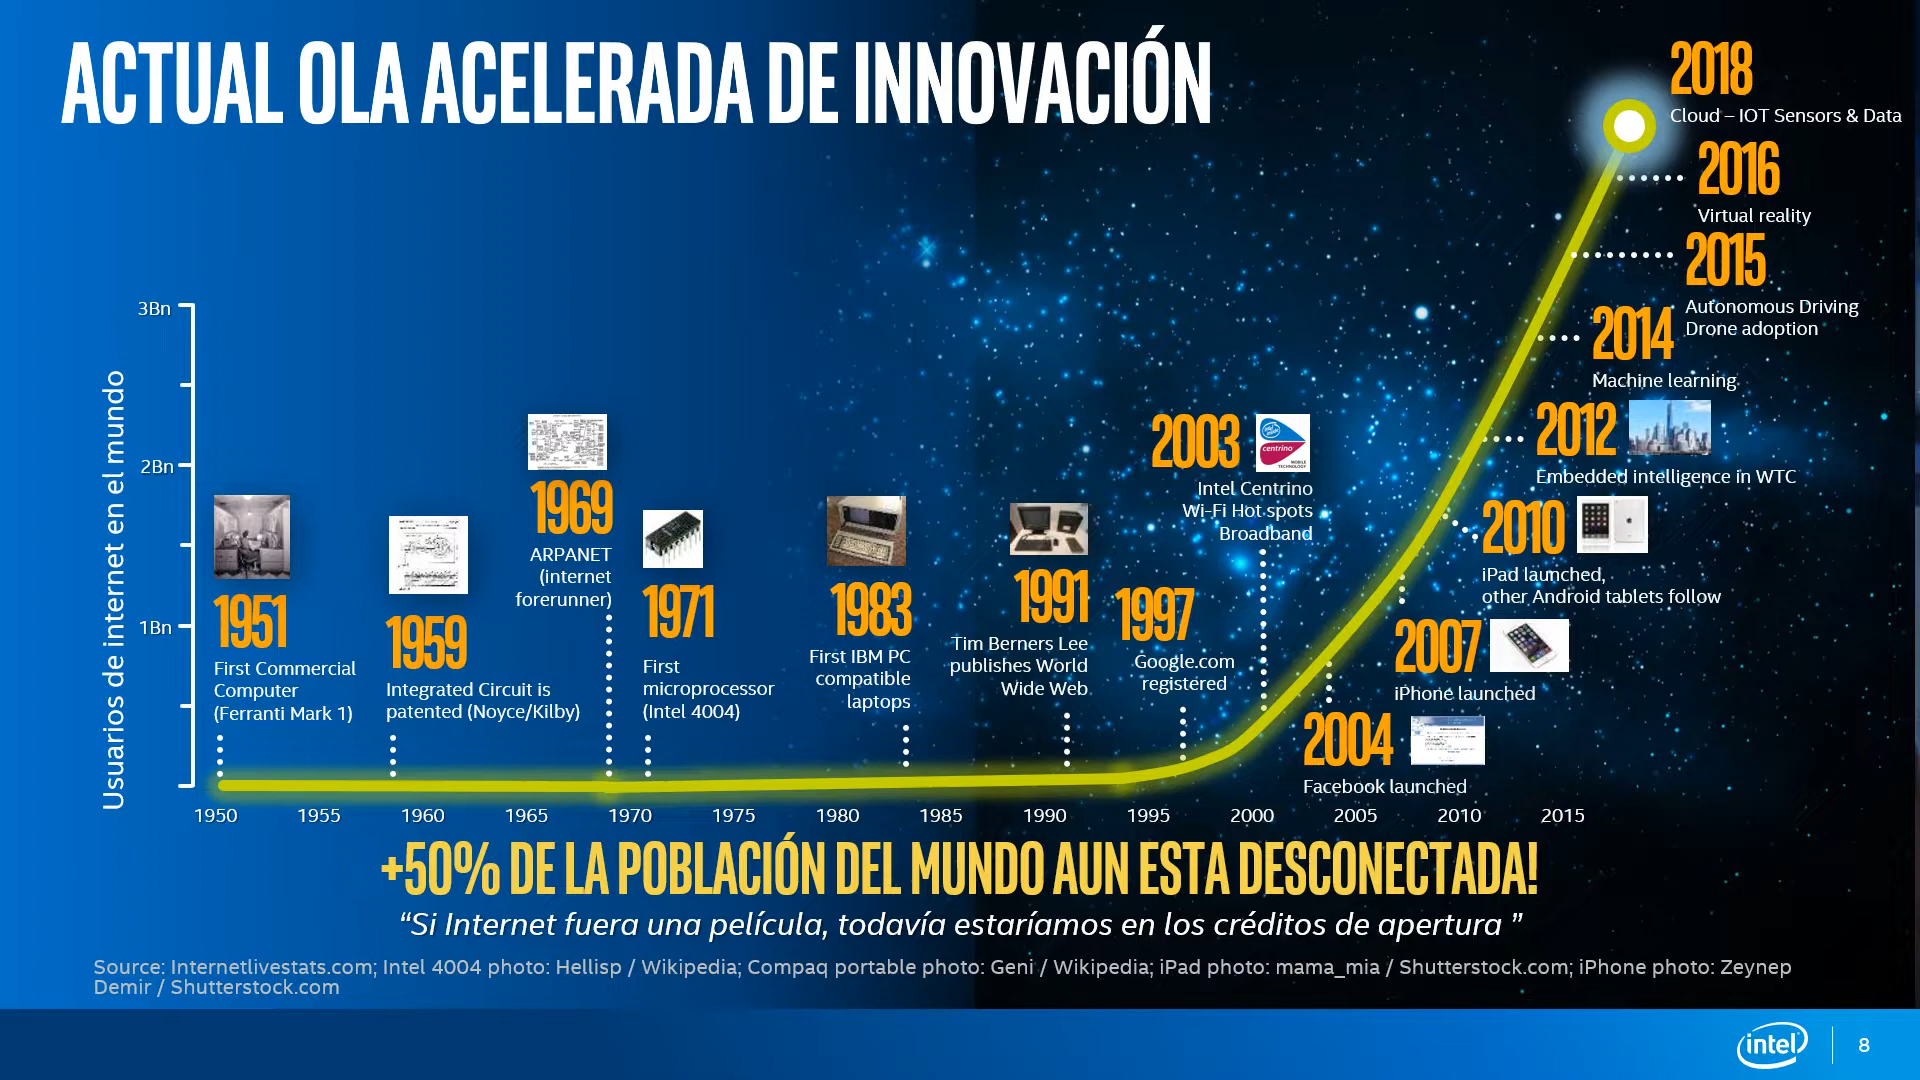 ACTUAL OLA ACELERADA DE INNOVACIÓN
2018
Cloud – IOT Sensors & Data
2016
Virtual reality
2015
Autonomous Driving
Drone adoption
2014
Machine learning
2012
Embedded intelligence in WTC
2010
iPad launched,
other Android tablets follow
2007
iPhone launched
2004
Facebook launched
2003
Intel Centrino
Wi-Fi Hot spots
Broadband
centrino
MOBILE
TECHNOLOGY
1997
Google.com
registered
1991
Tim Berners Lee
publishes World
Wide Web
1983
First IBM PC
compatible
laptops
1971
First
microprocessor
(Intel 4004)
1969
ARPANET
(internet
forerunner)
1959
Integrated Circuit is
patented (Noyce/Kilby)
1951
First Commercial
Computer
(Ferranti Mark 1)
Usuarios de internet en el mundo
3Bn
2Bn
1Bn
1950 1955 1960 1965 1970 1975 1980 1985 1990 1995 2000 2005 2010 2015
+50% DE LA POBLACIÓN DEL MUNDO AUN ESTA DESCONECTADA!
“Si Internet fuera una película, todavía estaríamos en los créditos de apertura ”
Source: Internetlivestats.com; Intel 4004 photo: Hellisp / Wikipedia; Compaq portable photo: Geni / Wikipedia; iPad photo: mama_mia / Shutterstock.com; iPhone photo: Zeynep
Demir / Shutterstock.com
intel
8